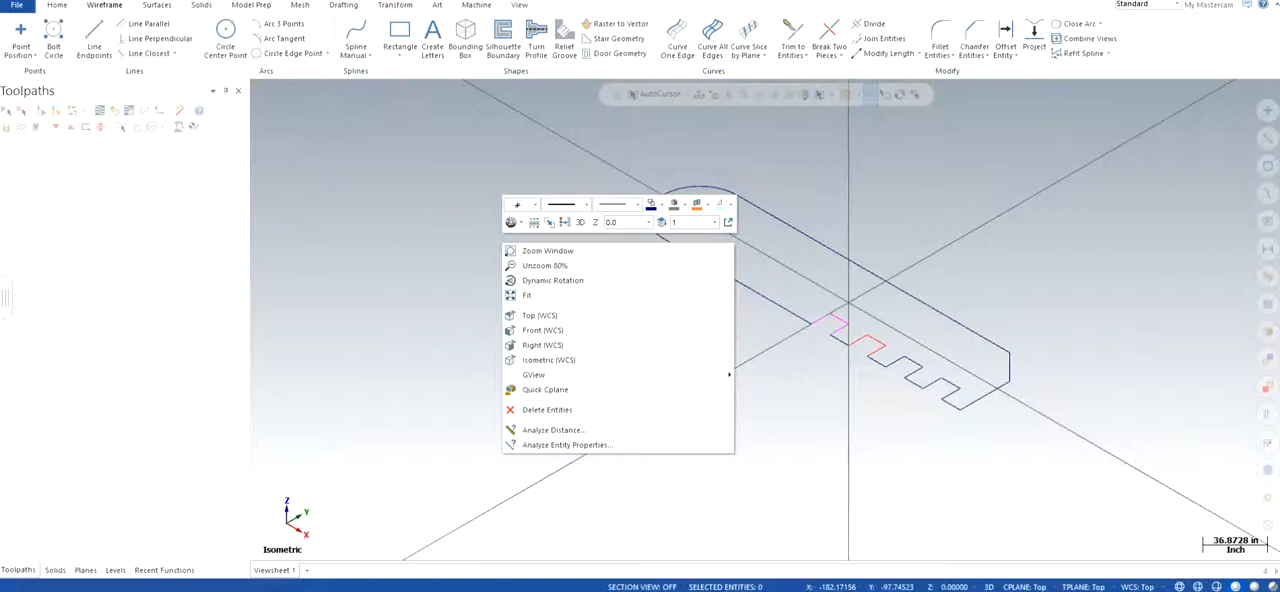 File Home Wireframe Surfaces Solids Model Prep Mesh Drafting Transform Art Machine View Standard My Mastercam
Point Position Bolt Circle
Points
Line Endpoints Line Parallel
Line Perpendicular
Line Closest
Lines
Circle Center Point Arc 3 Points
Arc Tangent
Circle Edge Point
Arcs
Spline Manual
Splines
Rectangle Create Letters Bounding Box Silhouette Boundary Turn Profile Relief Groove Raster to Vector
Stair Geometry
Door Geometry
Shapes
Curve One Edge Curve All Edges Curve Slice by Plane
Curves
Trim to Entities Break Two Pieces Divide
Join Entities
Modify Length
Fillet Entities Chamfer Entities Offset Entity Project Close Arc
Combine Views
Refit Spline
Modify
Toolpaths
AutoCursor
3D Z 0.0 1
Zoom Window
Unzoom 80%
Dynamic Rotation
Fit
Top (WCS)
Front (WCS)
Right (WCS)
Isometric (WCS)
GView
Quick Cplane
Delete Entities
Analyze Distance...
Analyze Entity Properties...
Z
Y
X
Isometric
36.8728 in
Inch
Toolpaths Solids Planes Levels Recent Functions Viewsheet 1 +
SECTION VIEW: OFF SELECTED ENTITIES: 0 X: -182.17156 Y: -97.74523 Z: 0.00000 3D CPLANE: Top TPLANE: Top WCS: Top